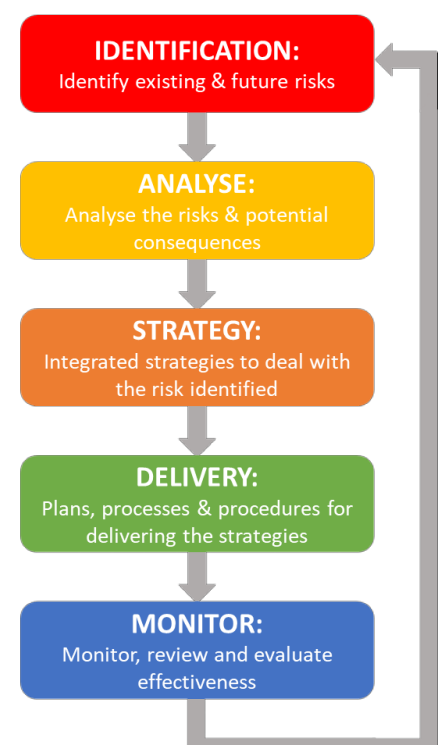 IDENTIFICATION:
Identify existing & future risks
ANALYSE:
Analyse the risks & potential
consequences
STRATEGY:
Integrated strategies to deal with
the risk identified
DELIVERY:
Plans, processes & procedures for
delivering the strategies
MONITOR:
Monitor, review and evaluate
effectiveness